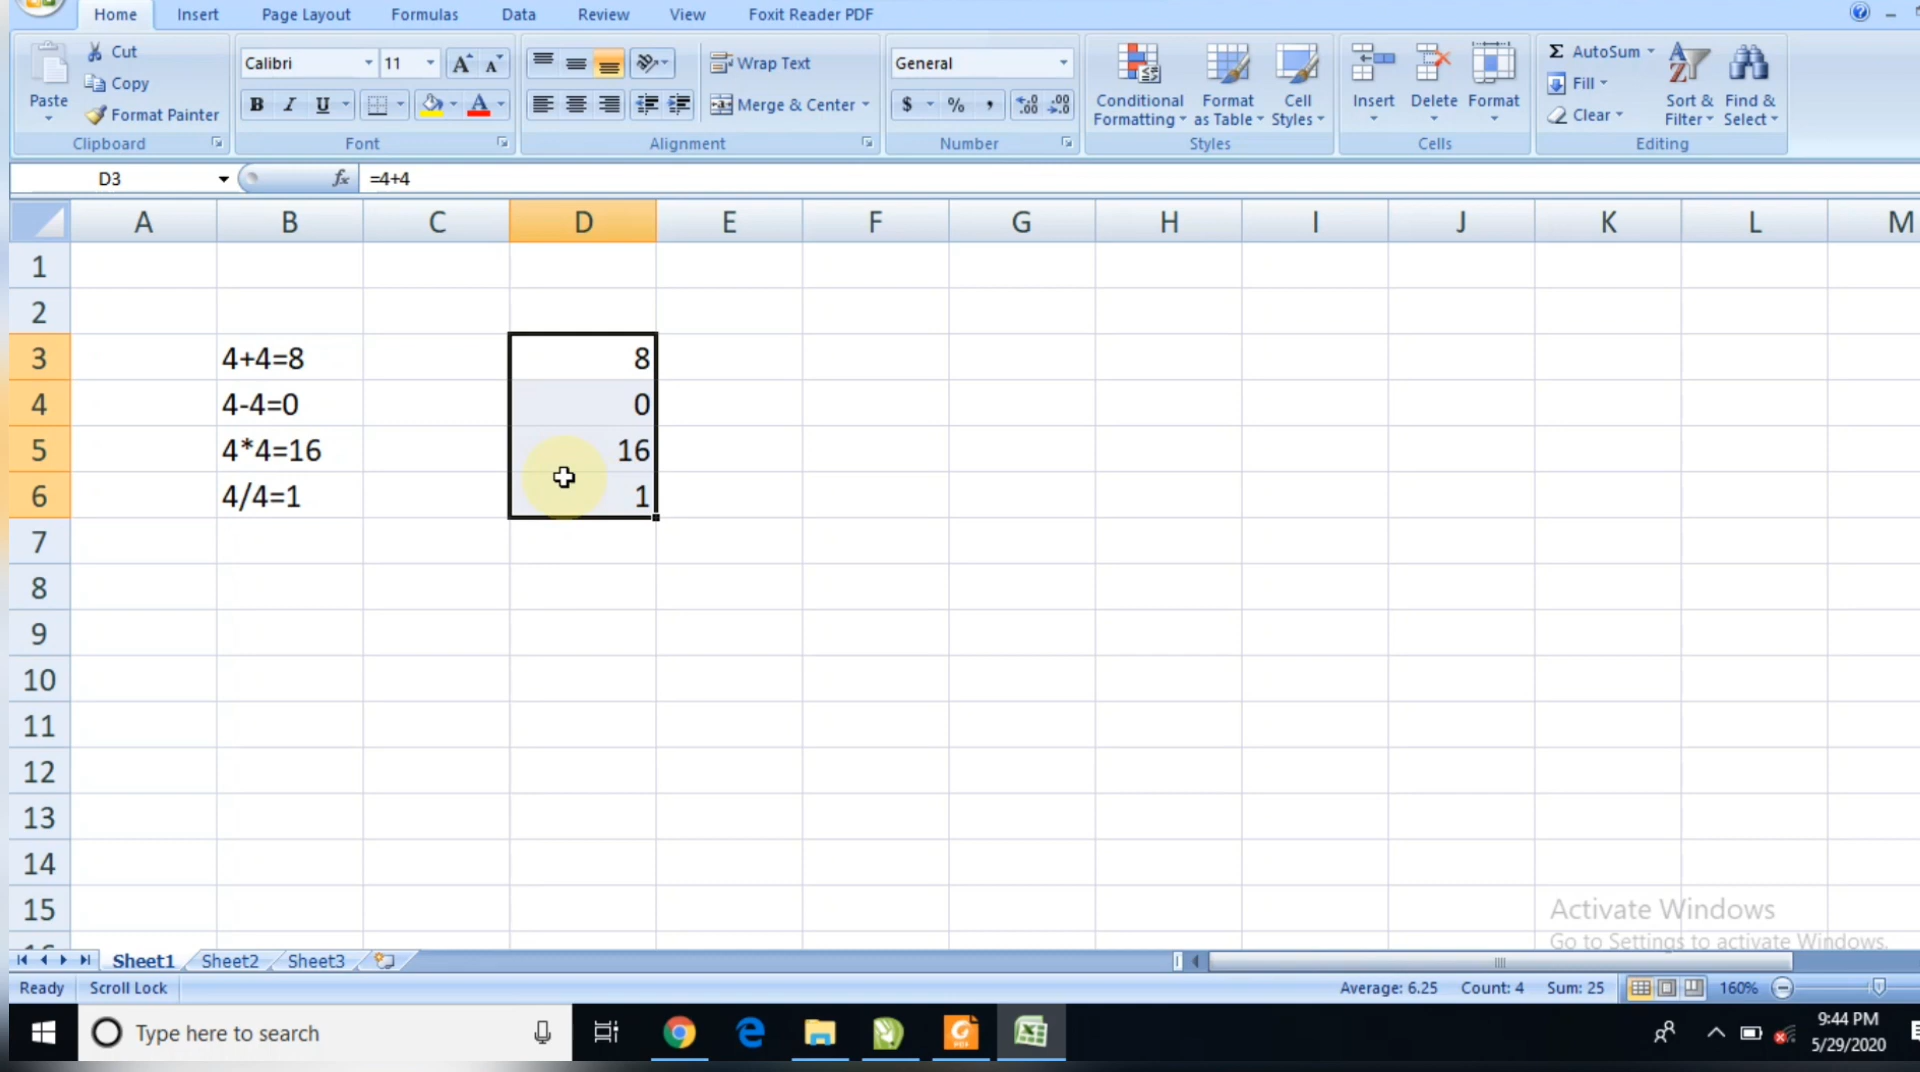 Home Insert Page Layout Formulas Data Review View Foxit Reader PDF
Paste
Cut
Copy
Format Painter
Clipboard
Calibri 11
B I U
Font
Wrap Text
Merge & Center
Alignment
General
$ % ,
Number
Conditional Formatting
Format as Table
Cell Styles
Styles
Insert Delete Format
Cells
Σ AutoSum
Fill
Clear
Sort & Filter
Find & Select
Editing
D3 fx =4+4
A B C D E F G H I J K L M
1
2
3 4+4=8 8
4 4-4=0 0
5 4*4=16 16
6 4/4=1 1
7
8
9
10
11
12
13
14
15
Activate Windows
Go to Settings to activate Windows.
Sheet1 Sheet2 Sheet3
Ready Scroll Lock Average: 6.25 Count: 4 Sum: 25 160%
Type here to search
9:44 PM
5/29/2020